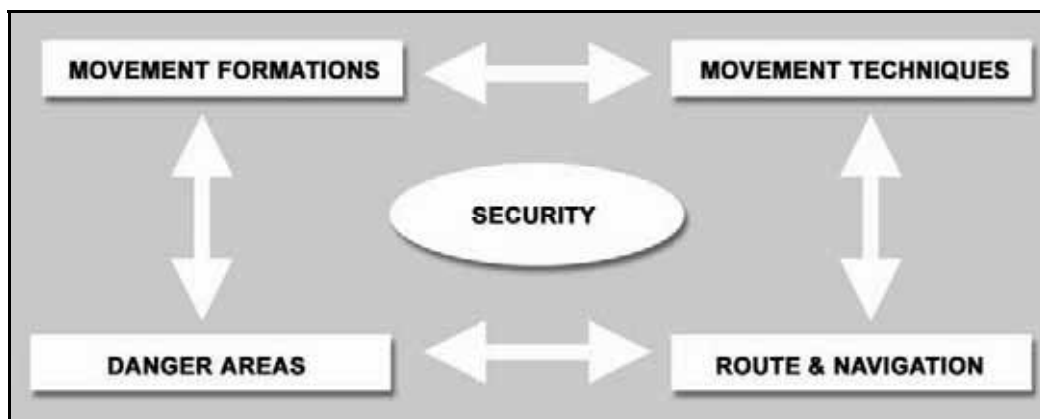 MOVEMENT FORMATIONS
MOVEMENT TECHNIQUES
SECURITY
DANGER AREAS
ROUTE & NAVIGATION